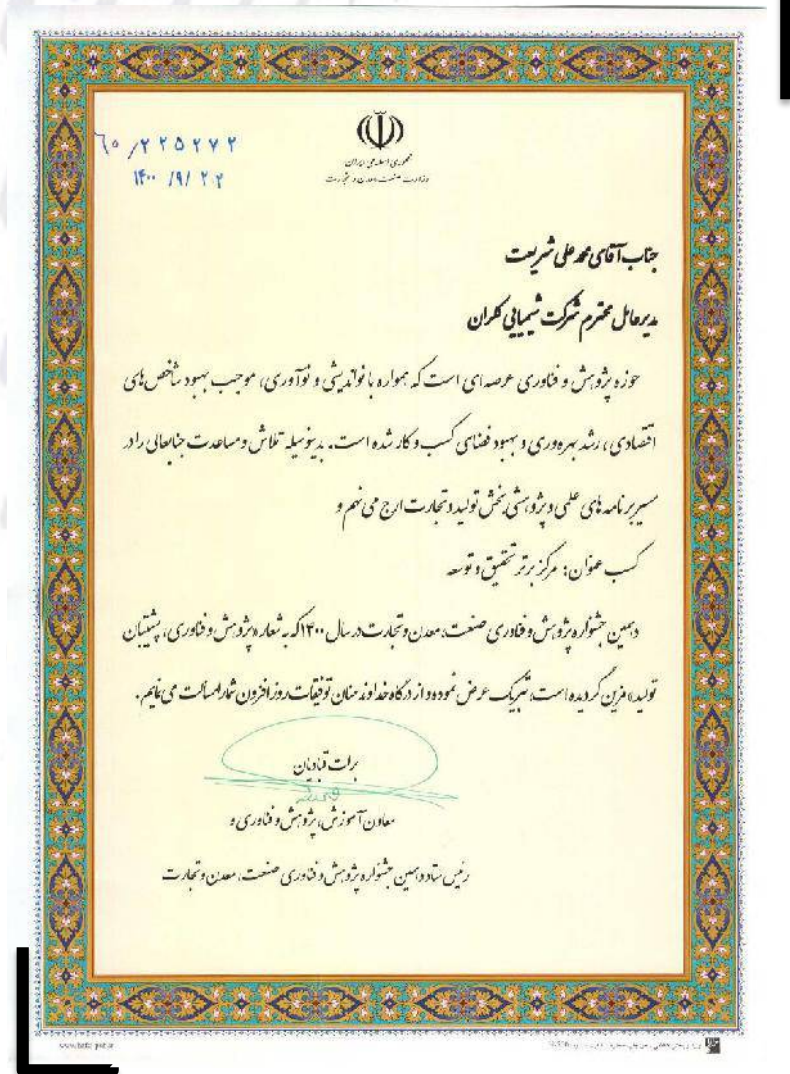 ۶۰/۲۲۵۲۷۲
۱۴۰۰/۹/۲۲
جمهوری اسلامی ایران
وزارت صنعت، معدن و تجارت
جناب آقای محمد علی شریعت
مدیرعامل محترم شرکت شیمیایی کلران
حوزه پژوهش و فناوری عرصه ای است که همواره با نواندیشی و نوآوری، موجب بهبود شاخص های
اقتصادی، رشد بهره وری و بهبود فضای کسب و کار شده است. بدینوسیله تلاش و مساعدت جنابعالی را در
مسیر برنامه های علمی و پژوهشی بخش تولید و تجارت ارج می نهم و
کسب عنوان: مرکز برتر تحقیق و توسعه
دهمین جشنواره پژوهش و فناوری صنعت، معدن و تجارت در سال ۱۴۰۰ که به شعار «پژوهش و فناوری، پشتیبان
تولید» مزین گردیده است، تبریک عرض نموده و از درگاه خداوند منان توفیقات روز افزون شما را مسألت می نمایم.
برات قبادیان
معاون آموزش، پژوهش و فناوری و
رئیس ستاد دهمین جشنواره پژوهش و فناوری صنعت، معدن و تجارت